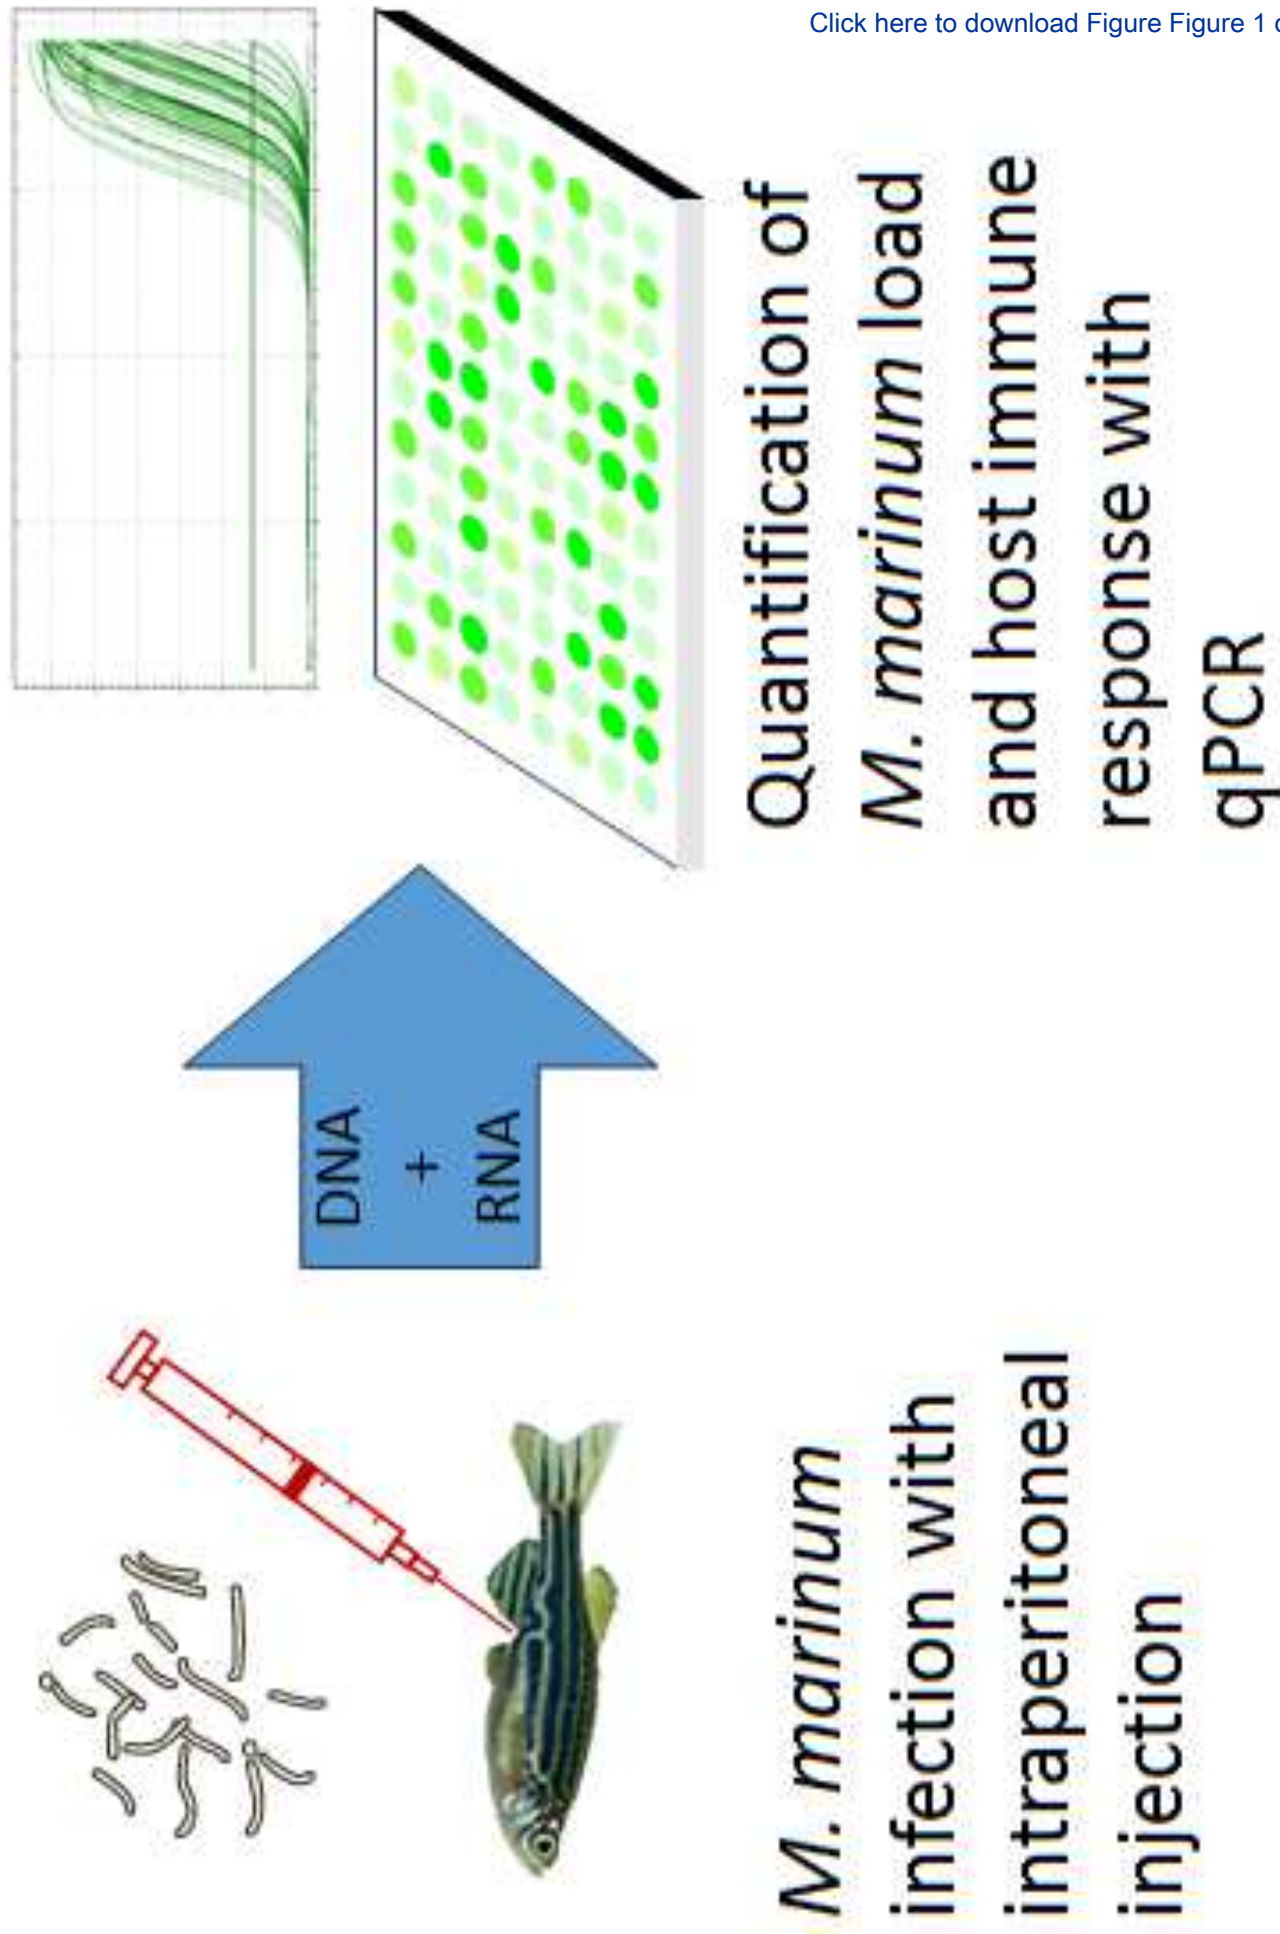 Click here to download Figure Figure 1
M. marinum
infection with
intraperitoneal
injection
DNA
+
RNA
Quantification of
M. marinum load
and host immune
response with
qPCR